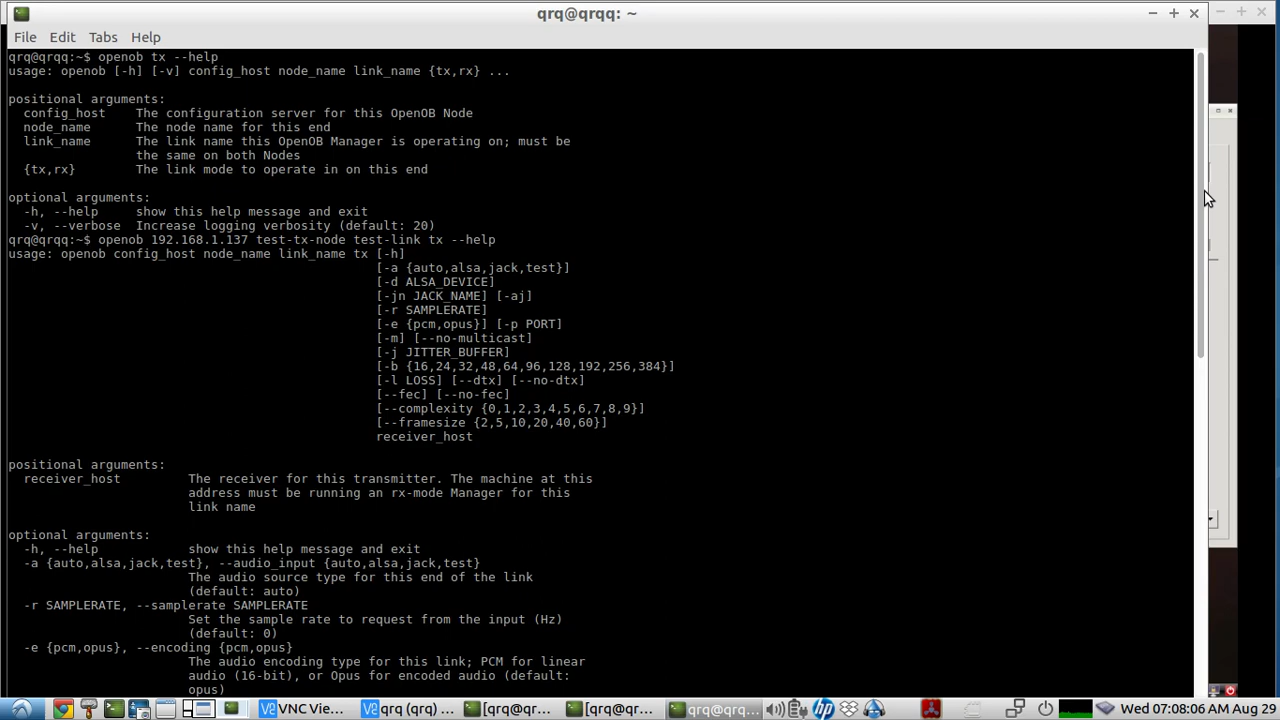 qrq@qrqq: ~
File Edit Tabs Help
qrq@qrqq:~$ openob tx --help
usage: openob [-h] [-v] config_host node_name link_name {tx,rx} ...
positional arguments:
config_host The configuration server for this OpenOB Node
node_name The node name for this end
link_name The link name this OpenOB Manager is operating on; must be
the same on both Nodes
{tx,rx} The link mode to operate in on this end
optional arguments:
-h, --help show this help message and exit
-v, --verbose Increase logging verbosity (default: 20)
qrq@qrqq:~$ openob 192.168.1.137 test-tx-node test-link tx --help
usage: openob config_host node_name link_name tx [-h]
[-a {auto,alsa,jack,test}]
[-d ALSA_DEVICE]
[-jn JACK_NAME] [-aj]
[-r SAMPLERATE]
[-e {pcm,opus}] [-p PORT]
[-m] [--no-multicast]
[-j JITTER_BUFFER]
[-b {16,24,32,48,64,96,128,192,256,384}]
[-l LOSS] [--dtx] [--no-dtx]
[--fec] [--no-fec]
[--complexity {0,1,2,3,4,5,6,7,8,9}]
[--framesize {2,5,10,20,40,60}]
receiver_host
positional arguments:
receiver_host The receiver for this transmitter. The machine at this
address must be running an rx-mode Manager for this
link name
optional arguments:
-h, --help show this help message and exit
-a {auto,alsa,jack,test}, --audio_input {auto,alsa,jack,test}
The audio source type for this end of the link
(default: auto)
-r SAMPLERATE, --samplerate SAMPLERATE
Set the sample rate to request from the input (Hz)
(default: 0)
-e {pcm,opus}, --encoding {pcm,opus}
The audio encoding type for this link; PCM for linear
audio (16-bit), or Opus for encoded audio (default:
opus)
VNC Vie... qrq (qrq) ... [qrq@qr... [qrq@qr... qrq@qrq... hp Wed 07:08:06 Aug 29